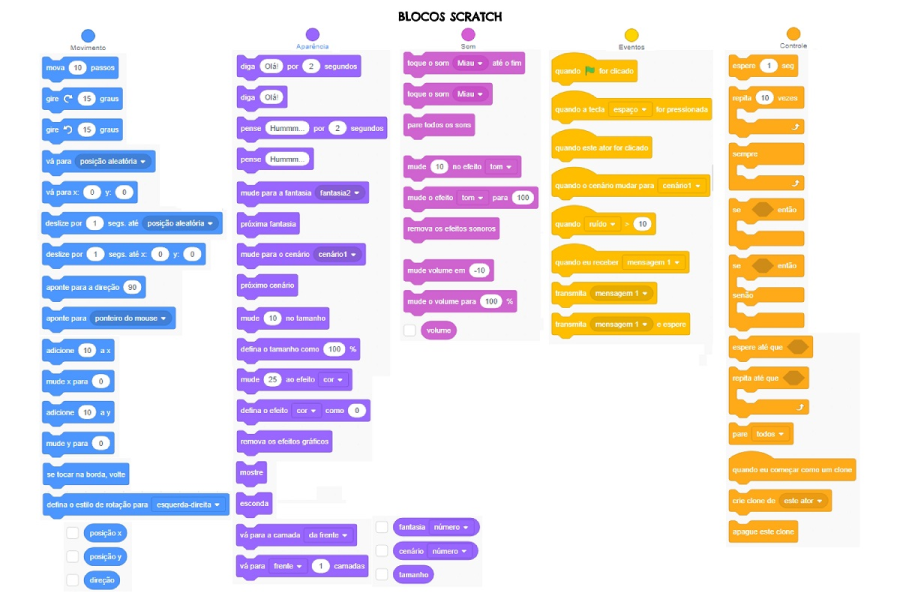 BLOCOS SCRATCH
Movimento
mova 10 passos
gire 15 graus
gire 15 graus
vá para posição aleatória
vá para x: 0 y: 0
deslize por 1 segs. até posição aleatória
deslize por 1 segs. até x: 0 y: 0
aponte para a direção 90
aponte para ponteiro do mouse
adicione 10 a x
mude x para 0
adicione 10 a y
mude y para 0
se tocar na borda, volte
defina o estilo de rotação para esquerda-direita
posição x
posição y
direção
Aparência
diga Olá! por 2 segundos
diga Olá!
pense Hummm... por 2 segundos
pense Hummm...
mude para a fantasia fantasia2
próxima fantasia
mude para o cenário cenário1
próximo cenário
mude 10 no tamanho
defina o tamanho como 100 %
mude 25 ao efeito cor
defina o efeito cor como 0
remova os efeitos gráficos
mostre
esconda
vá para a camada da frente
vá para frente 1 camadas
fantasia número
cenário número
tamanho
Som
toque o som Miau até o fim
toque o som Miau
pare todos os sons
mude 10 no efeito tom
mude o efeito tom para 100
remova os efeitos sonoros
mude volume em -10
mude o volume para 100 %
volume
Eventos
quando for clicado
quando a tecla espaço for pressionada
quando este ator for clicado
quando o cenário mudar para cenário1
quando ruído > 10
quando eu receber mensagem 1
transmita mensagem 1
transmita mensagem 1 e espere
Controle
espere 1 seg
repita 10 vezes
sempre
se então
se então
senão
espere até que
repita até que
pare todos
quando eu começar como um clone
crie clone de este ator
apague este clone